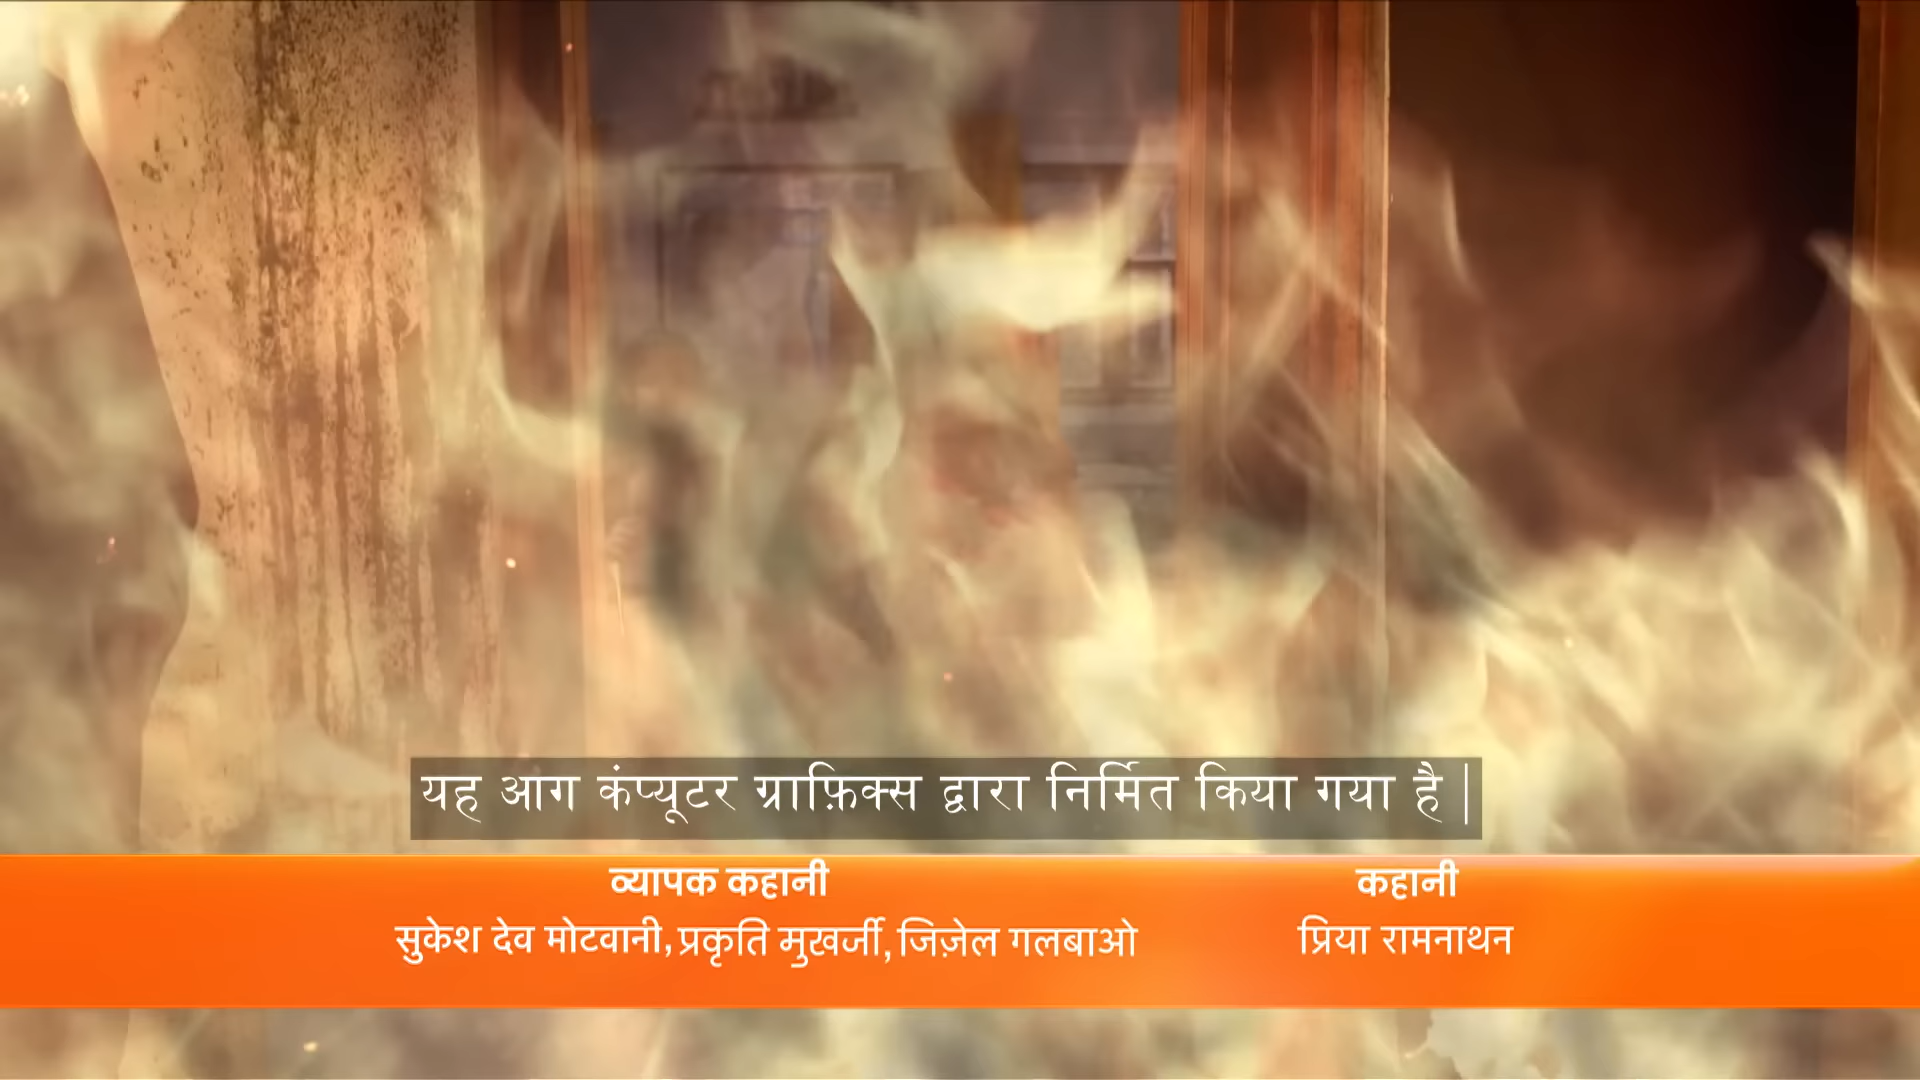 यह आग कंप्यूटर ग्राफ़िक्स द्वारा निर्मित किया गया है |
व्यापक कहानी
सुकेश देव मोटवानी, प्रकृति मुखर्जी, जिज़ेल गलबाओ
कहानी
प्रिया रामनाथन